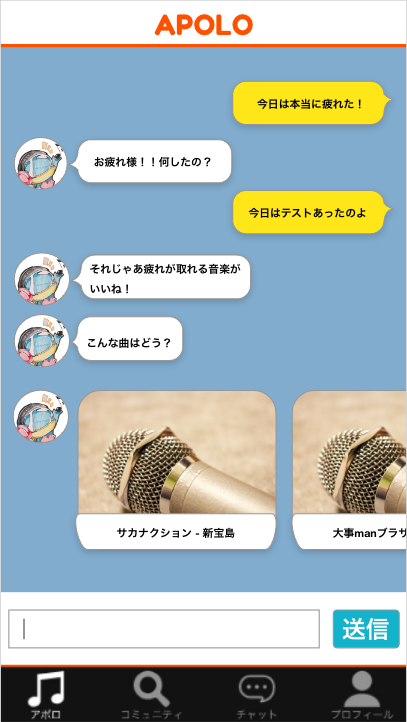 APOLO
今日は本当に疲れた！
お疲れ様！！何したの？
今日はテストあったのよ
それじゃあ疲れが取れる音楽が
いいね！
こんな曲はどう？
サカナクション - 新宝島
大事manブラザ
送信
アポロ
コミュニティ
チャット
プロフィール